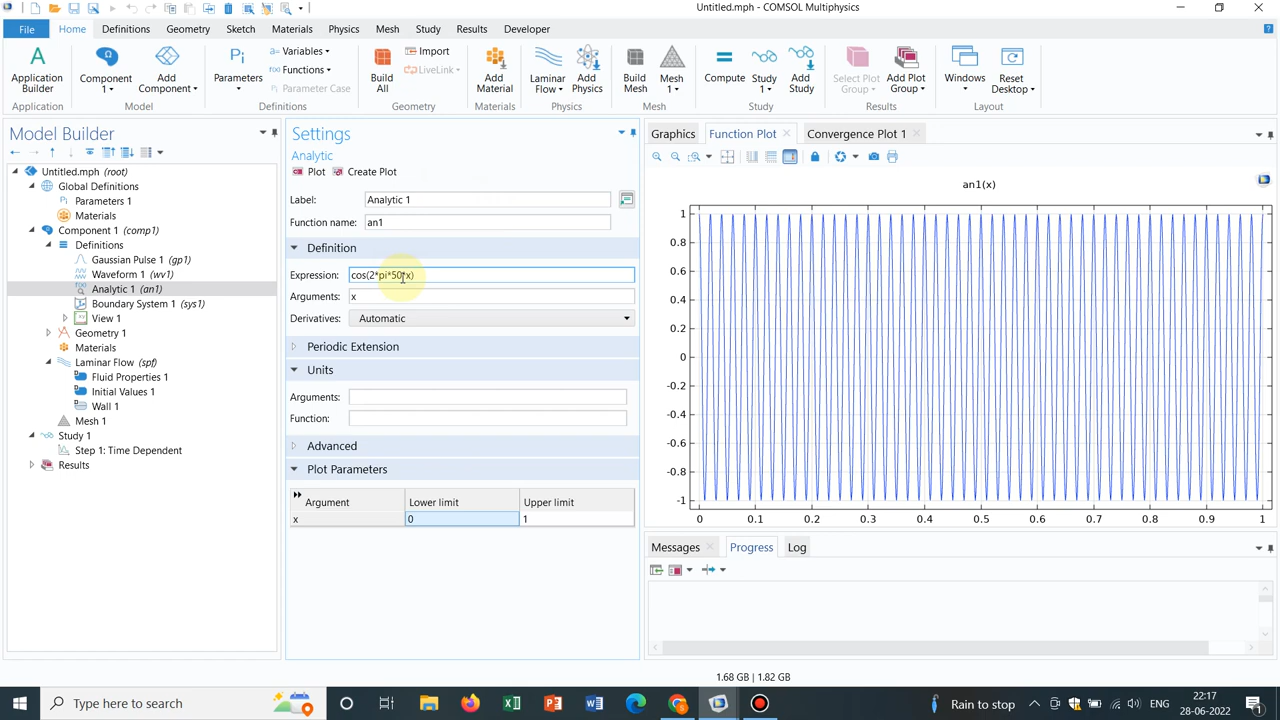 Untitled.mph - COMSOL Multiphysics
File Home Definitions Geometry Sketch Materials Physics Mesh Study Results Developer
Application Builder
Component 1
Add Component
Parameters
a= Variables
f(x) Functions
Pi Parameter Case
Build All
Import
LiveLink
Add Material
Laminar Flow
Add Physics
Build Mesh
Mesh 1
Compute
Study 1
Add Study
Select Plot Group
Add Plot Group
Windows
Reset Desktop
Application Model Definitions Geometry Materials Physics Mesh Study Results Layout
Model Builder
Untitled.mph (root)
Global Definitions
Pi Parameters 1
Materials
Component 1 (comp1)
Definitions
Gaussian Pulse 1 (gp1)
Waveform 1 (wv1)
Analytic 1 (an1)
Boundary System 1 (sys1)
View 1
Geometry 1
Materials
Laminar Flow (spf)
Fluid Properties 1
Initial Values 1
Wall 1
Mesh 1
Study 1
Step 1: Time Dependent
Results
Settings
Analytic
Plot Create Plot
Label: Analytic 1
Function name: an1
Definition
Expression: cos(2*pi*50*x)
Arguments: x
Derivatives: Automatic
Periodic Extension
Units
Arguments:
Function:
Advanced
Plot Parameters
Argument Lower limit Upper limit
x 0 1
Graphics Function Plot Convergence Plot 1
an1(x)
1
0.8
0.6
0.4
0.2
0
-0.2
-0.4
-0.6
-0.8
-1
0 0.1 0.2 0.3 0.4 0.5 0.6 0.7 0.8 0.9 1
Messages Progress Log
1.68 GB | 1.82 GB
Type here to search
Rain to stop
ENG
22:17
28-06-2022